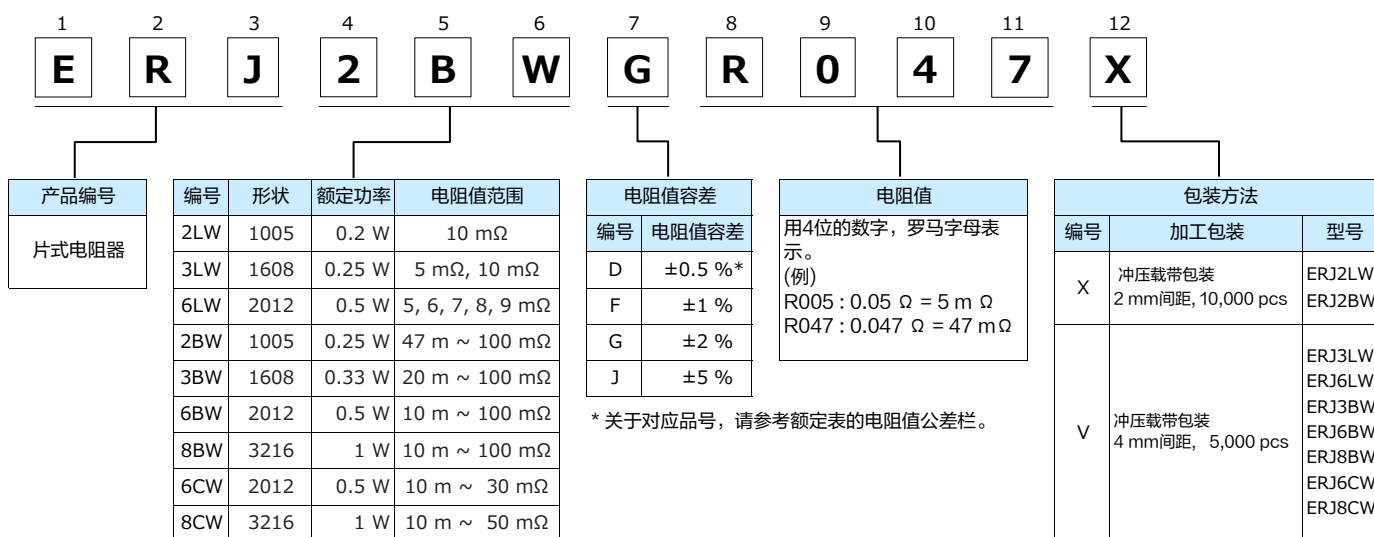 1 2 3 4 5 6 7 8 9 10 11 12
E R J 2 B W G R 0 4 7 X
产品编号
片式电阻器
编号 形状 额定功率 电阻值范围
2LW 1005 0.2 W 10 mΩ
3LW 1608 0.25 W 5 mΩ, 10 mΩ
6LW 2012 0.5 W 5, 6, 7, 8, 9 mΩ
2BW 1005 0.25 W 47 m ~ 100 mΩ
3BW 1608 0.33 W 20 m ~ 100 mΩ
6BW 2012 0.5 W 10 m ~ 100 mΩ
8BW 3216 1 W 10 m ~ 100 mΩ
6CW 2012 0.5 W 10 m ~ 30 mΩ
8CW 3216 1 W 10 m ~ 50 mΩ
电阻值容差
编号 电阻值容差
D ±0.5 %*
F ±1 %
G ±2 %
J ±5 %
* 关于对应品号，请参考额定表的电阻值公差栏。
电阻值
用4位的数字，罗马字母表
示。
(例)
R005 : 0.05 Ω = 5 m Ω
R047 : 0.047 Ω = 47 mΩ
包装方法
编号 加工包装 型号
X 冲压载带包装
2 mm间距, 10,000 pcs
ERJ2LW
ERJ2BW
V 冲压载带包装
4 mm间距, 5,000 pcs
ERJ3LW
ERJ6LW
ERJ3BW
ERJ6BW
ERJ8BW
ERJ6CW
ERJ8CW